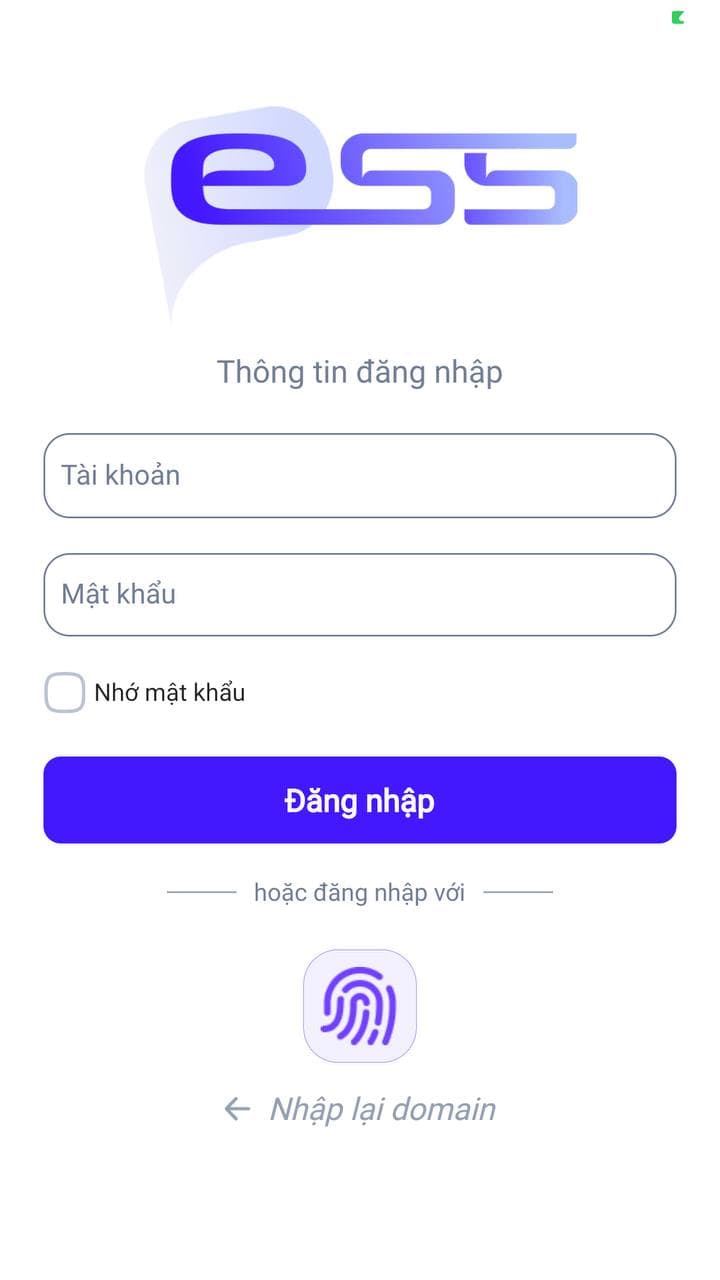 ess
Thông tin đăng nhập
Tài khoản
Mật khẩu
Nhớ mật khẩu
Đăng nhập
hoặc đăng nhập với
Nhập lại domain